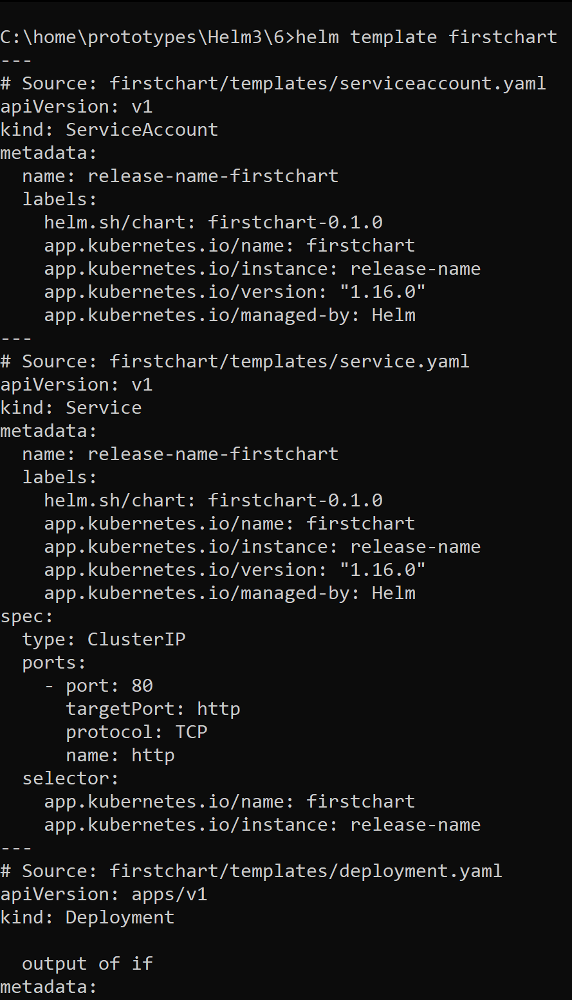 C:\home\prototypes\Helm3\6>helm template firstchart
---
# Source: firstchart/templates/serviceaccount.yaml
apiVersion: v1
kind: ServiceAccount
metadata:
  name: release-name-firstchart
  labels:
    helm.sh/chart: firstchart-0.1.0
    app.kubernetes.io/name: firstchart
    app.kubernetes.io/instance: release-name
    app.kubernetes.io/version: "1.16.0"
    app.kubernetes.io/managed-by: Helm
---
# Source: firstchart/templates/service.yaml
apiVersion: v1
kind: Service
metadata:
  name: release-name-firstchart
  labels:
    helm.sh/chart: firstchart-0.1.0
    app.kubernetes.io/name: firstchart
    app.kubernetes.io/instance: release-name
    app.kubernetes.io/version: "1.16.0"
    app.kubernetes.io/managed-by: Helm
spec:
  type: ClusterIP
  ports:
    - port: 80
      targetPort: http
      protocol: TCP
      name: http
  selector:
    app.kubernetes.io/name: firstchart
    app.kubernetes.io/instance: release-name
---
# Source: firstchart/templates/deployment.yaml
apiVersion: apps/v1
kind: Deployment

  output of if
metadata: